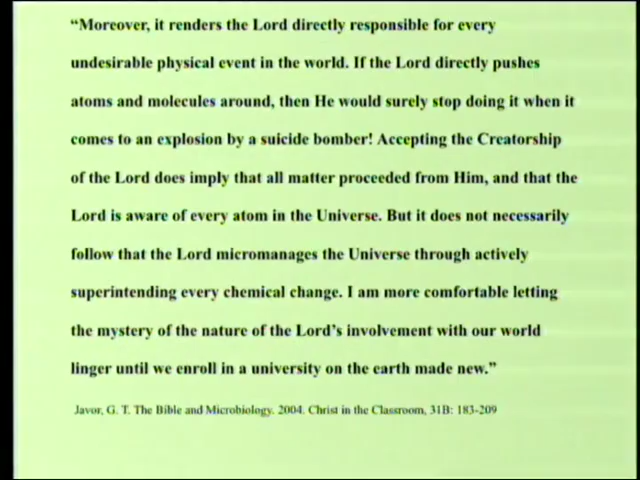 “Moreover, it renders the Lord directly responsible for every
undesirable physical event in the world. If the Lord directly pushes
atoms and molecules around, then He would surely stop doing it when it
comes to an explosion by a suicide bomber! Accepting the Creatorship
of the Lord does imply that all matter proceeded from Him, and that the
Lord is aware of every atom in the Universe. But it does not necessarily
follow that the Lord micromanages the Universe through actively
superintending every chemical change. I am more comfortable letting
the mystery of the nature of the Lord’s involvement with our world
linger until we enroll in a university on the earth made new.”
Javor, G. T. The Bible and Microbiology. 2004. Christ in the Classroom, 31B: 183-209